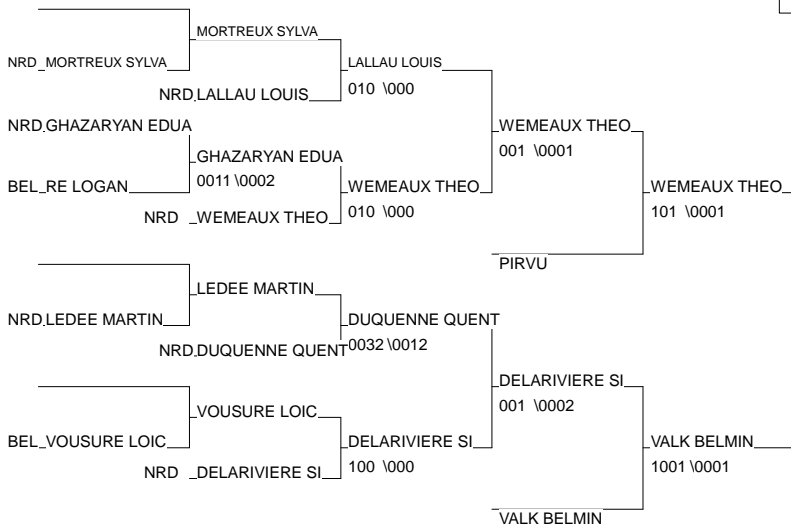 MORTREUX SYLVA
NRD MORTREUX SYLVA
LALLAU LOUIS
010 \000
NRD LALLAU LOUIS
NRD GHAZARYAN EDUA
WEMEAUX THEO
001 \0001
GHAZARYAN EDUA
0011 \0002
BEL RE LOGAN
WEMEAUX THEO
010 \000
WEMEAUX THEO
101 \0001
NRD WEMEAUX THEO
PIRVU
LEDEE MARTIN
NRD LEDEE MARTIN
DUQUENNE QUENT
0032 \0012
NRD DUQUENNE QUENT
DELARIVIERE SI
001 \0002
VOUSURE LOIC
BEL VOUSURE LOIC
DELARIVIERE SI
100 \000
VALK BELMIN
1001 \0001
NRD DELARIVIERE SI
VALK BELMIN